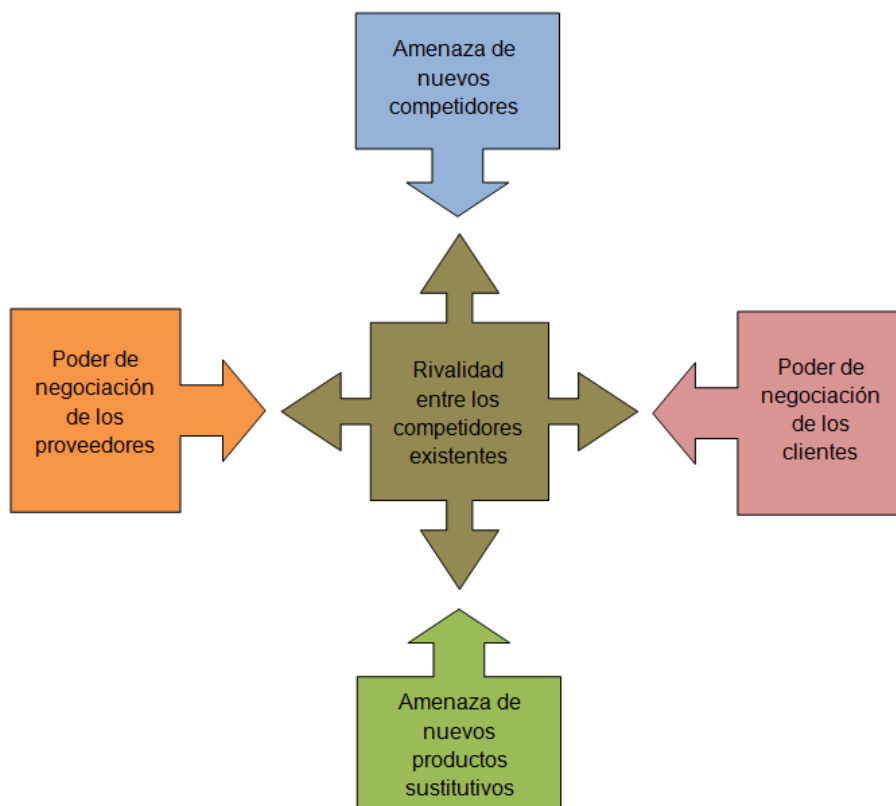 Amenaza de
nuevos
competidores
Poder de
negociación
de los
proveedores
Rivalidad
entre los
competidores
existentes
Poder de
negociación
de los
clientes
Amenaza de
nuevos
productos
sustitutivos